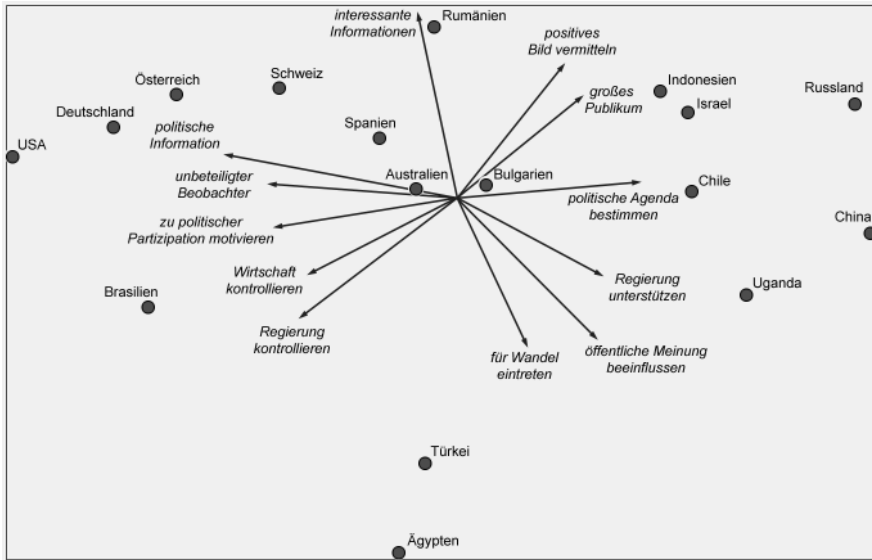 interessante
Informationen
Rumänien
positives
Bild vermitteln
Österreich
Schweiz
großes
Publikum
Indonesien
Israel
Russland
Deutschland
politische
Information
Spanien
USA
unbeteiligter
Beobachter
Australien
Bulgarien
politische Agenda
bestimmen
Chile
zu politischer
Partizipation motivieren
China
Wirtschaft
kontrollieren
Regierung
unterstützen
Uganda
Brasilien
Regierung
kontrollieren
für Wandel
eintreten
öffentliche Meinung
beeinflussen
Türkei
Ägypten